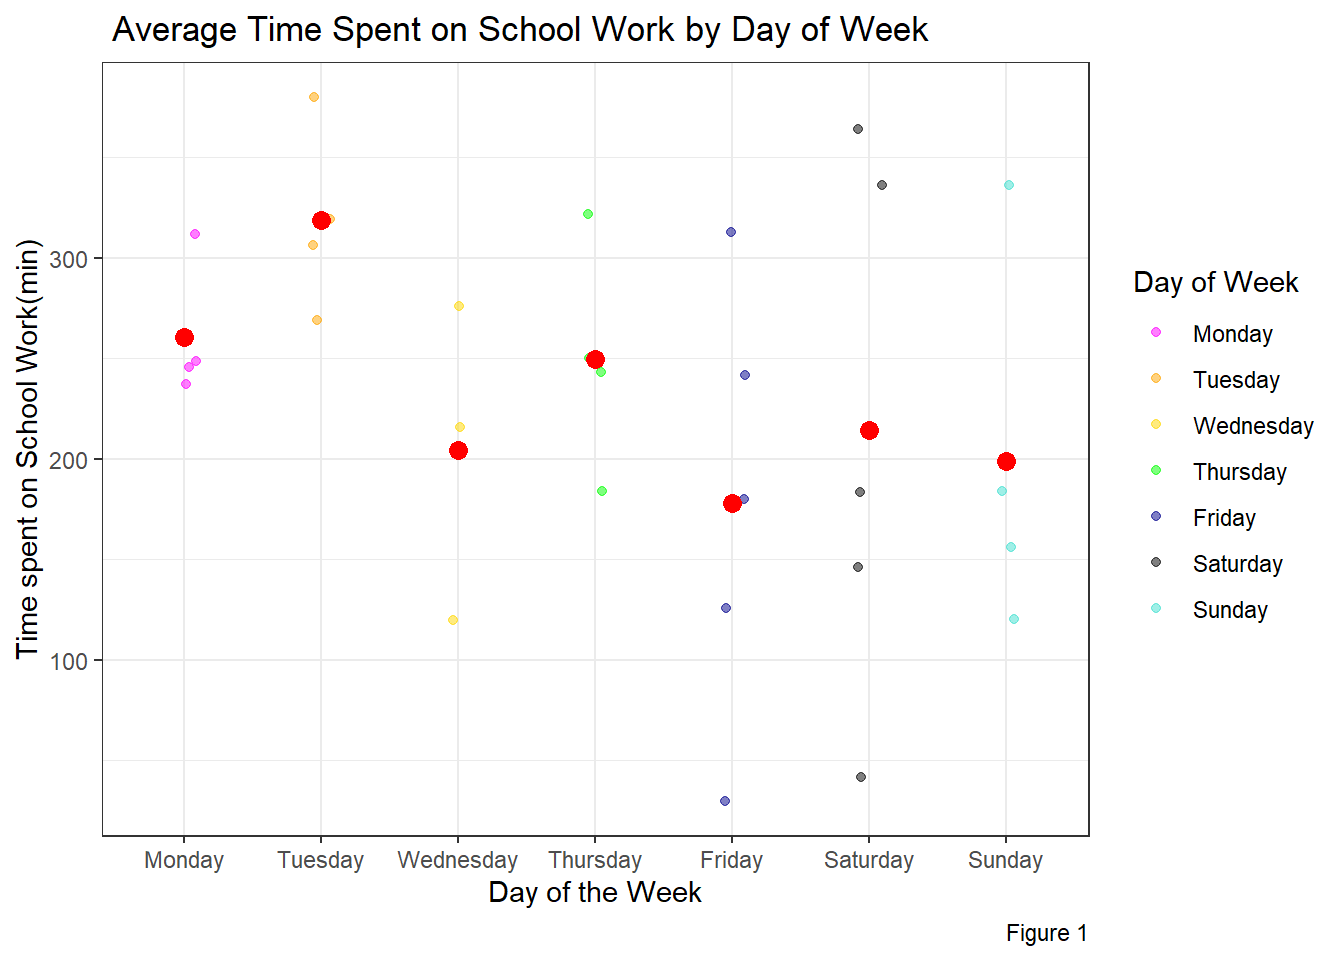 Average Time Spent on School Work by Day of Week
Time spent on School Work(min)
300
200
100
Monday Tuesday Wednesday Thursday Friday Saturday Sunday
Day of the Week
Day of Week
Monday
Tuesday
Wednesday
Thursday
Friday
Saturday
Sunday
Figure 1